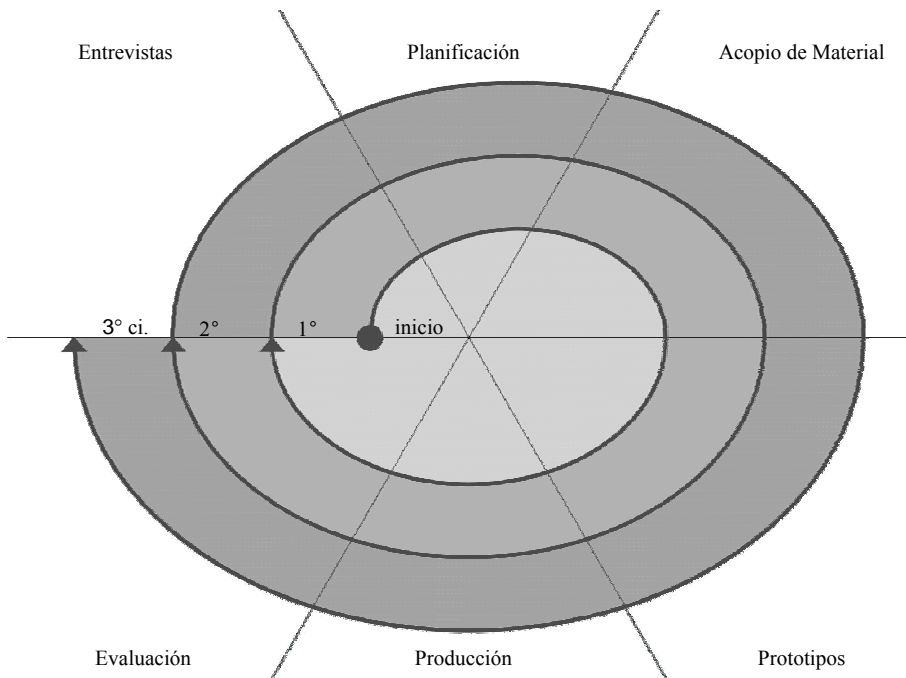 Entrevistas
Planificación
Acopio de Material
3° ci.
2°
1°
inicio
Evaluación
Producción
Prototipos